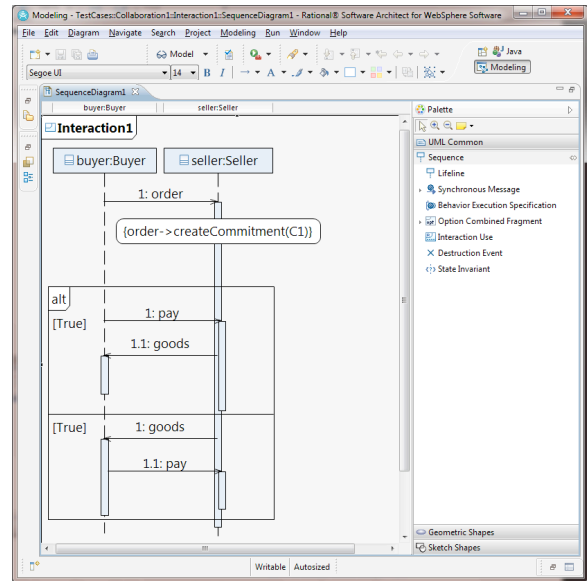 Modeling - TestCases::Collaboration1::Interaction1::SequenceDiagram1 - Rational® Software Architect for WebSphere Software
File Edit Diagram Navigate Search Project Modeling Run Window Help
Model
Java
Segoe UI
14
B I
A
Modeling
SequenceDiagram1
buyer:Buyer seller:Seller
Interaction1
buyer:Buyer seller:Seller
1: order
{order->createCommitment(C1)}
alt
[True]
1: pay
1.1: goods
[True]
1: goods
1.1: pay
Palette
UML Common
Sequence
Lifeline
Synchronous Message
Behavior Execution Specification
Option Combined Fragment
Interaction Use
Destruction Event
State Invariant
Geometric Shapes
Sketch Shapes
Writable Autosized